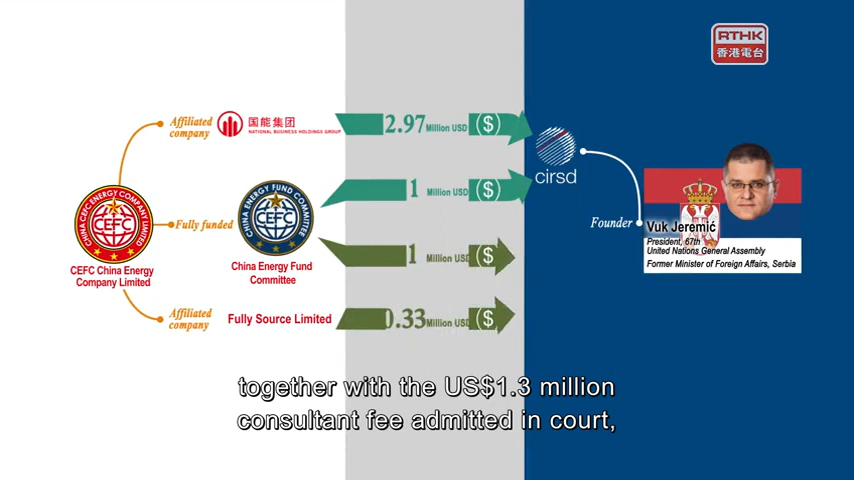 RTHK
香港電台
Affiliated
company
国能集团
NATIONAL BUSINESS HOLDINGS GROUP
2.97 Million USD ($)
cirsd
1 Million USD ($)
CHINA CEFC ENERGY COMPANY LIMITED
CEFC
Fully funded
CHINA ENERGY FUND COMMITTEE
CEFC
Founder
Vuk Jeremić
President, 67th
United Nations General Assembly
Former Minister of Foreign Affairs, Serbia
CEFC China Energy
Company Limited
China Energy Fund
Committee
1 Million USD ($)
Affiliated
company
Fully Source Limited
0.33 Million USD ($)
together with the US$1.3 million
consultant fee admitted in court,